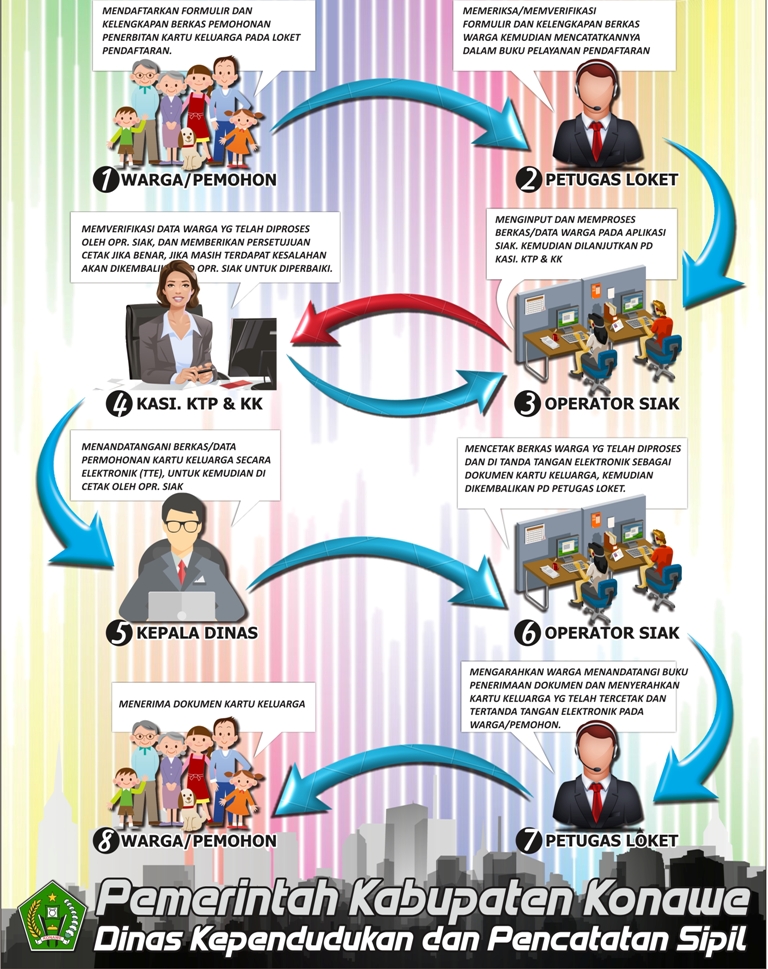 MENDAFTARKAN FORMULIR DAN
KELENGKAPAN BERKAS PEMOHONAN
PENERBITAN KARTU KELUARGA PADA LOKET
PENDAFTARAN.
1 WARGA/PEMOHON
MEMERIKSA/MEMVERIFIKASI
FORMULIR DAN KELENGKAPAN BERKAS
WARGA KEMUDIAN MENCATATKANNYA
DALAM BUKU PELAYANAN PENDAFTARAN
2 PETUGAS LOKET
MENGINPUT DAN MEMPROSES
BERKAS/DATA WARGA PADA APLIKASI
SIAK. KEMUDIAN DILANJUTKAN PD
KASI. KTP & KK
3 OPERATOR SIAK
MEMVERIFIKASI DATA WARGA YG TELAH DIPROSES
OLEH OPR. SIAK, DAN MEMBERIKAN PERSETUJUAN
CETAK JIKA BENAR, JIKA MASIH TERDAPAT KESALAHAN
AKAN OPR. SIAK UNTUK DIPERBAIKI.
4 KASI. KTP & KK
MENANDATANGANI BERKAS/DATA
PERMOHONAN KARTU KELUARGA SECARA
ELEKTRONIK (TTE), UNTUK KEMUDIAN DI
CETAK OLEH OPR. SIAK
5 KEPALA DINAS
MENCETAK BERKAS WARGA YG TELAH DIPROSES
DAN DI TANDA TANGAN ELEKTRONIK SEBAGAI
DOKUMEN KARTU KELUARGA, KEMUDIAN
DIKEMBALIKAN PD PETUGAS LOKET.
6 OPERATOR SIAK
MENGARAHKAN WARGA MENANDATANGI BUKU
PENERIMAAN DOKUMEN DAN MENYERAHKAN
KARTU KELUARGA YG TELAH TERCETAK DAN
TERTANDA TANGAN ELEKTRONIK PADA
WARGA/PEMOHON.
7 PETUGAS LOKET
MENERIMA DOKUMEN KARTU KELUARGA
8 WARGA/PEMOHON
Pemerintah Kabupaten Konawe
Dinas Kependudukan dan Pencatatan Sipil